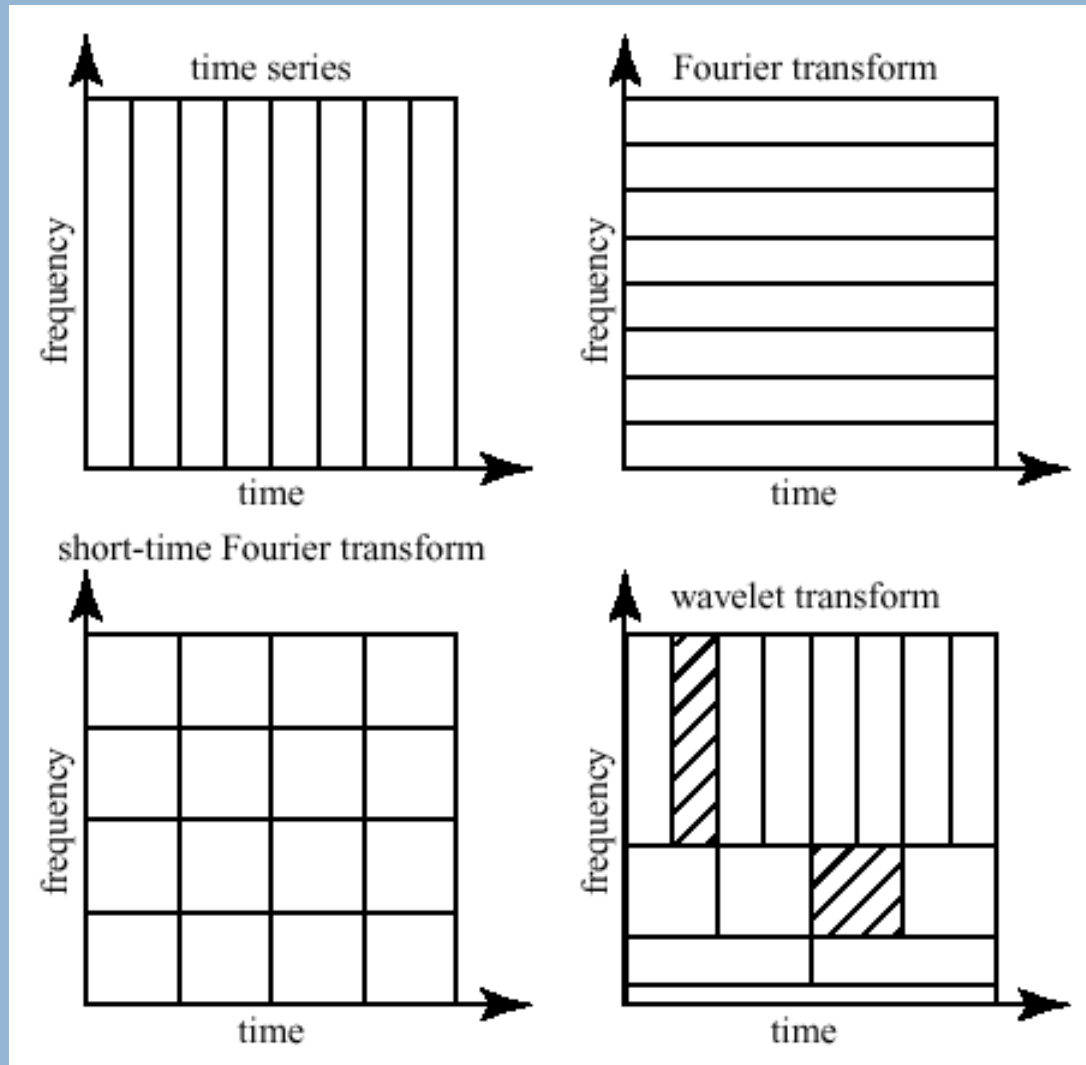 time series
frequency
time
Fourier transform
frequency
time
short-time Fourier transform
frequency
time
wavelet transform
frequency
time